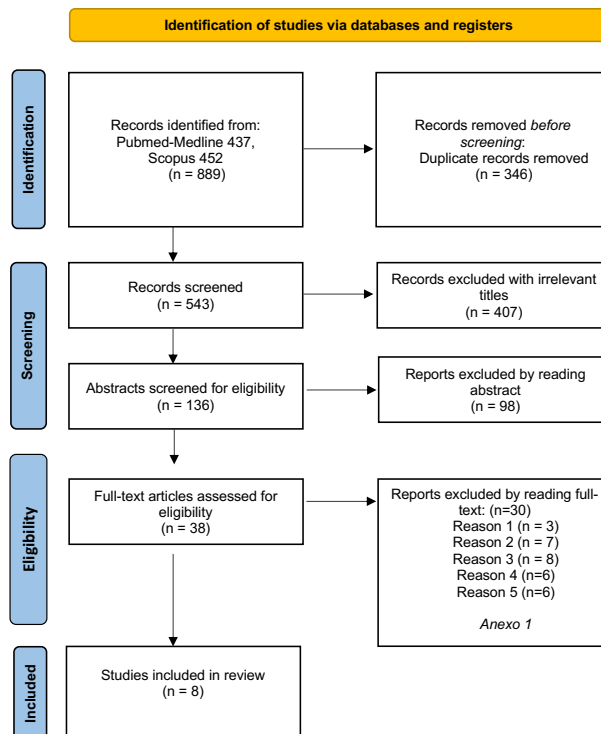 Identification of studies via databases and registers
Identification
Records identified from:
Pubmed-Medline 437,
Scopus 452
(n = 889)
Records removed before
screening:
Duplicate records removed
(n = 346)
Screening
Records screened
(n = 543)
Records excluded with irrelevant
titles
(n = 407)
Abstracts screened for eligibility
(n = 136)
Reports excluded by reading
abstract
(n = 98)
Eligibility
Full-text articles assessed for
eligibility
(n = 38)
Reports excluded by reading full-
text: (n=30)
Reason 1 (n = 3)
Reason 2 (n = 7)
Reason 3 (n = 8)
Reason 4 (n=6)
Reason 5 (n=6)
Anexo 1
Included
Studies included in review
(n = 8)